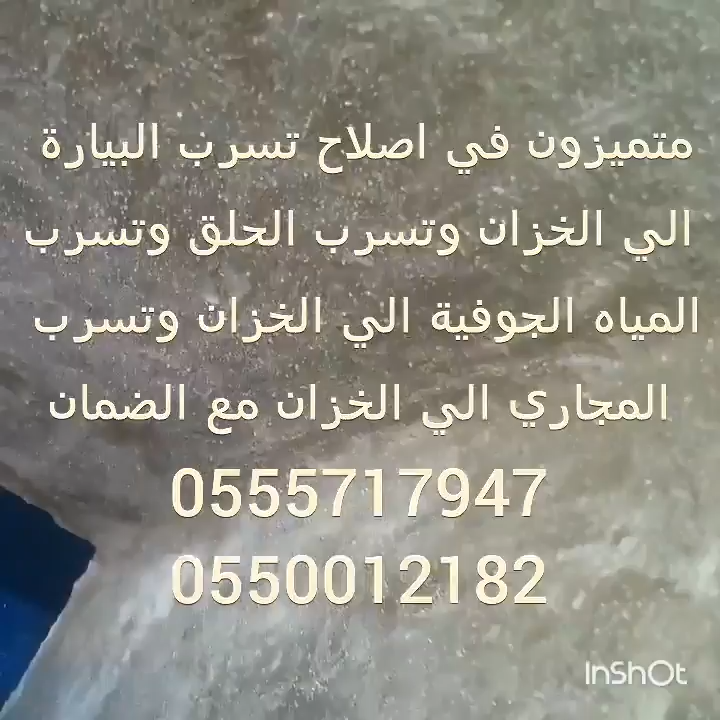 متميزون في اصلاح تسرب البيارة
الي الخزان وتسرب الحلق وتسرب
المياه الجوفية الي الخزان وتسرب
المجاري الي الخزان مع الضمان
0555717947
0550012182
InShOt